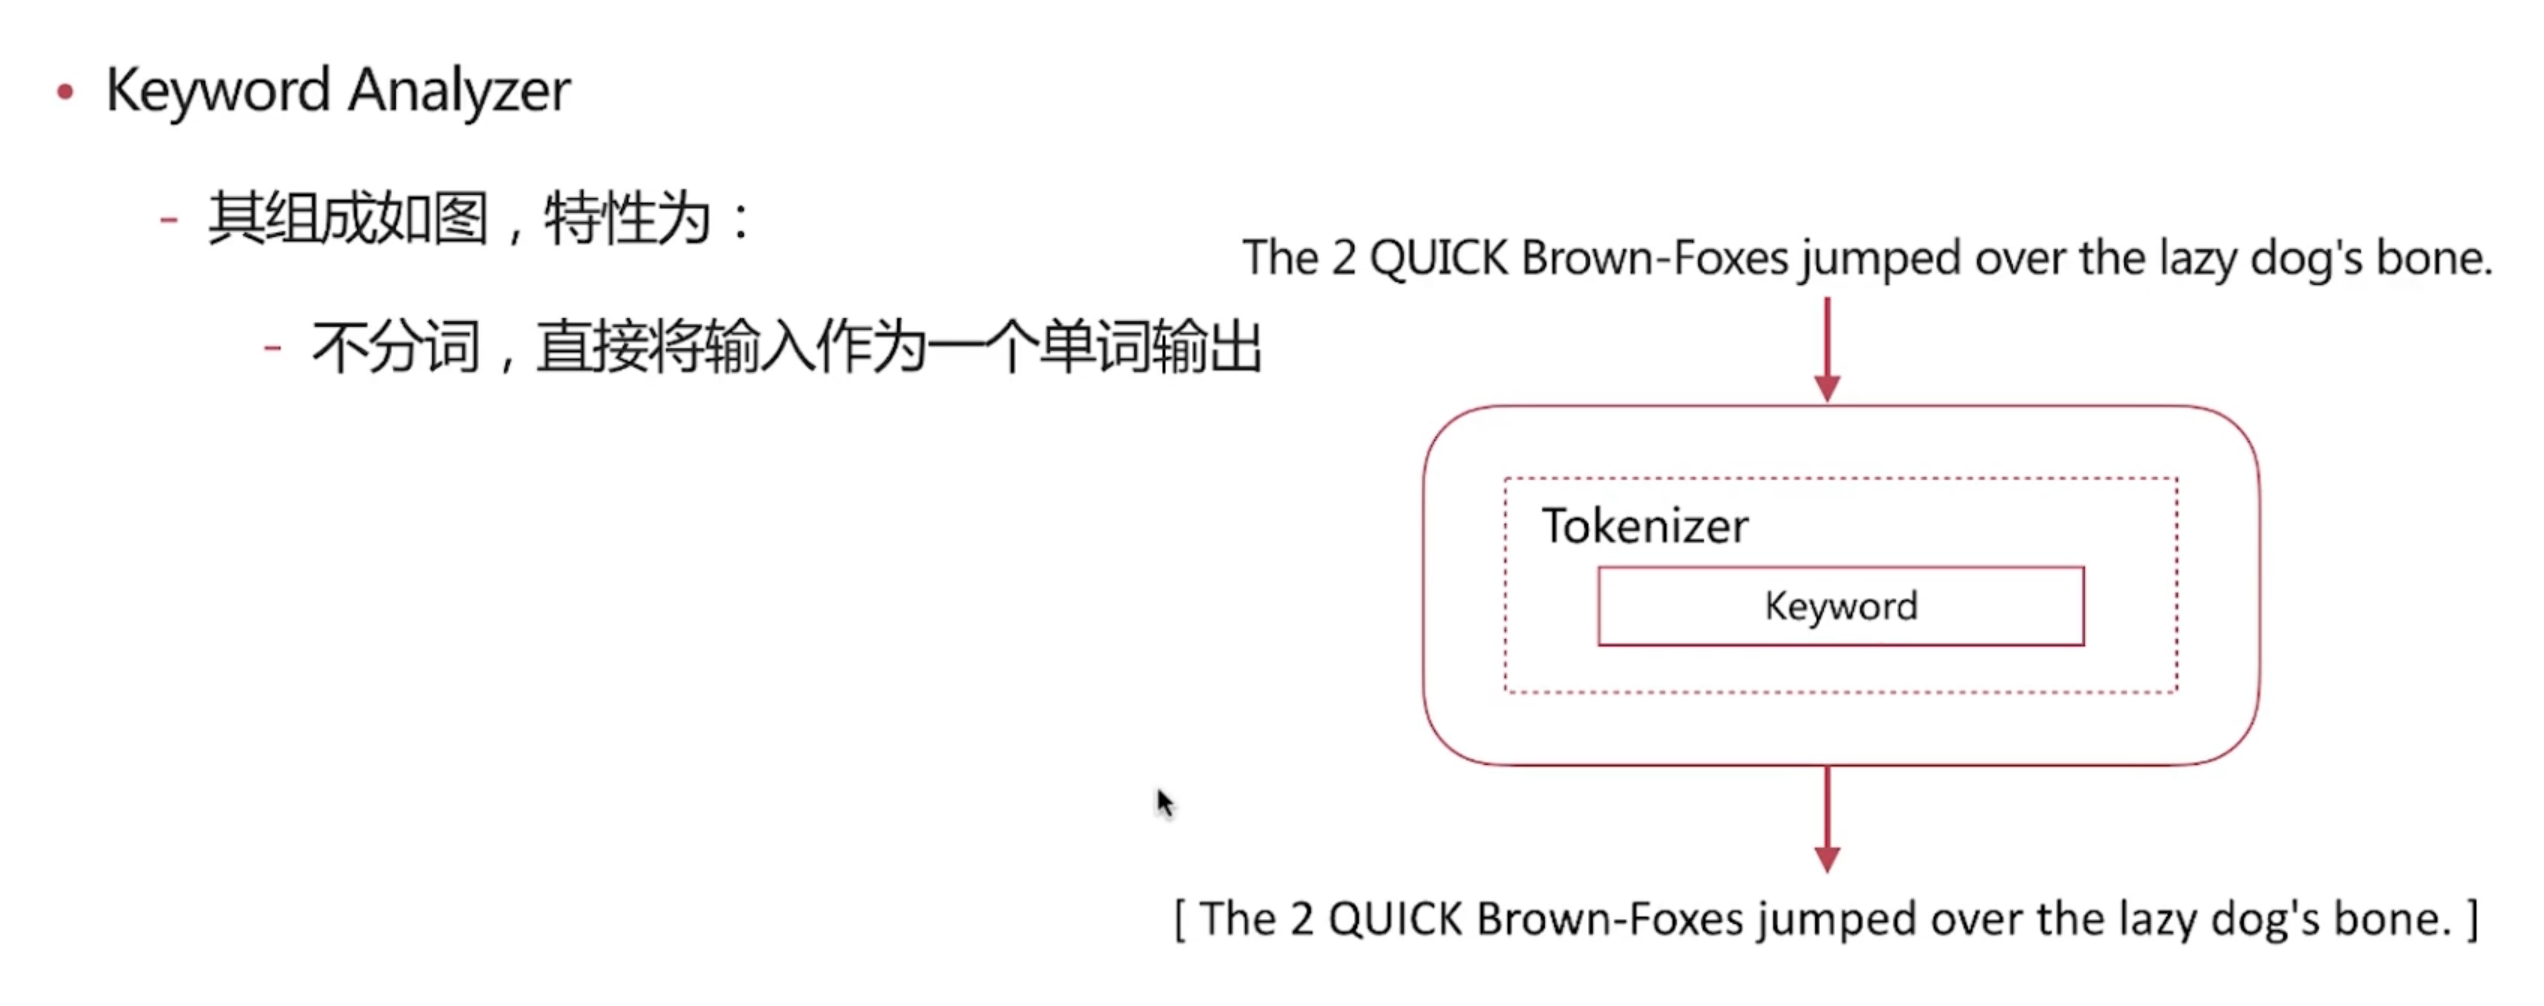 • Keyword Analyzer
- 其组成如图，特性为：
- 不分词，直接将输入作为一个单词输出
The 2 QUICK Brown-Foxes jumped over the lazy dog's bone.
Tokenizer
Keyword
[ The 2 QUICK Brown-Foxes jumped over the lazy dog's bone. ]